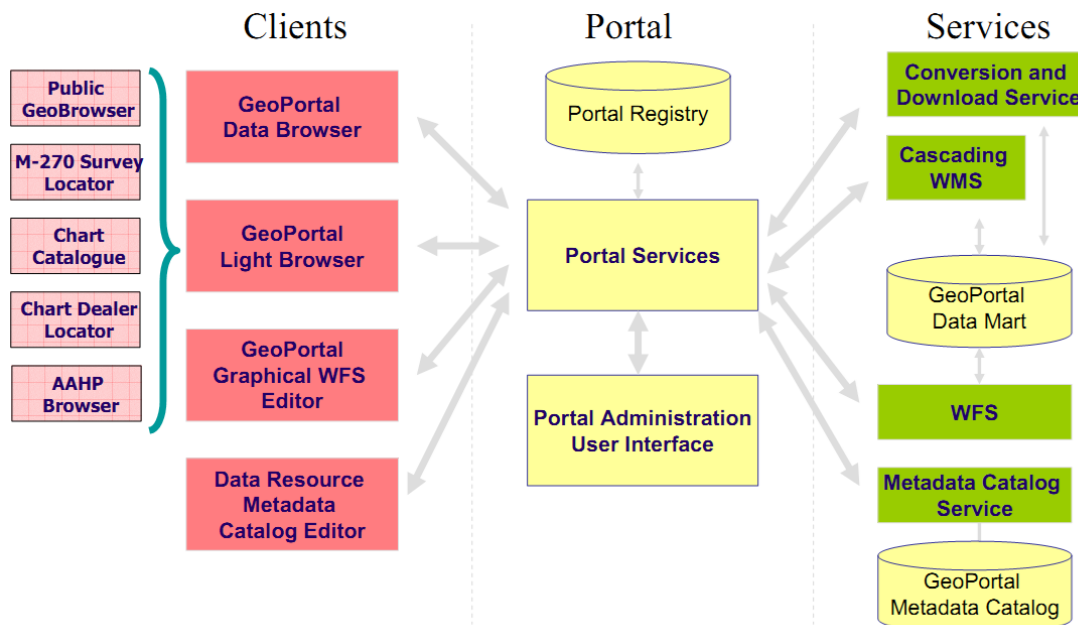 Clients
Portal
Services
Public
GeoBrowser
M-270 Survey
Locator
Chart
Catalogue
Chart Dealer
Locator
AAHP
Browser
GeoPortal
Data Browser
GeoPortal
Light Browser
GeoPortal
Graphical WFS
Editor
Data Resource
Metadata
Catalog Editor
Portal Registry
Portal Services
Portal Administration
User Interface
Conversion and
Download Service
Cascading
WMS
GeoPortal
Data Mart
WFS
Metadata Catalog
Service
GeoPortal
Metadata Catalog